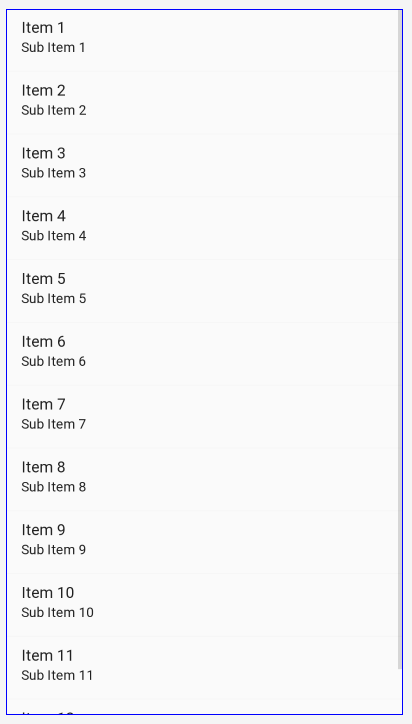 Item 1
Sub Item 1
Item 2
Sub Item 2
Item 3
Sub Item 3
Item 4
Sub Item 4
Item 5
Sub Item 5
Item 6
Sub Item 6
Item 7
Sub Item 7
Item 8
Sub Item 8
Item 9
Sub Item 9
Item 10
Sub Item 10
Item 11
Sub Item 11